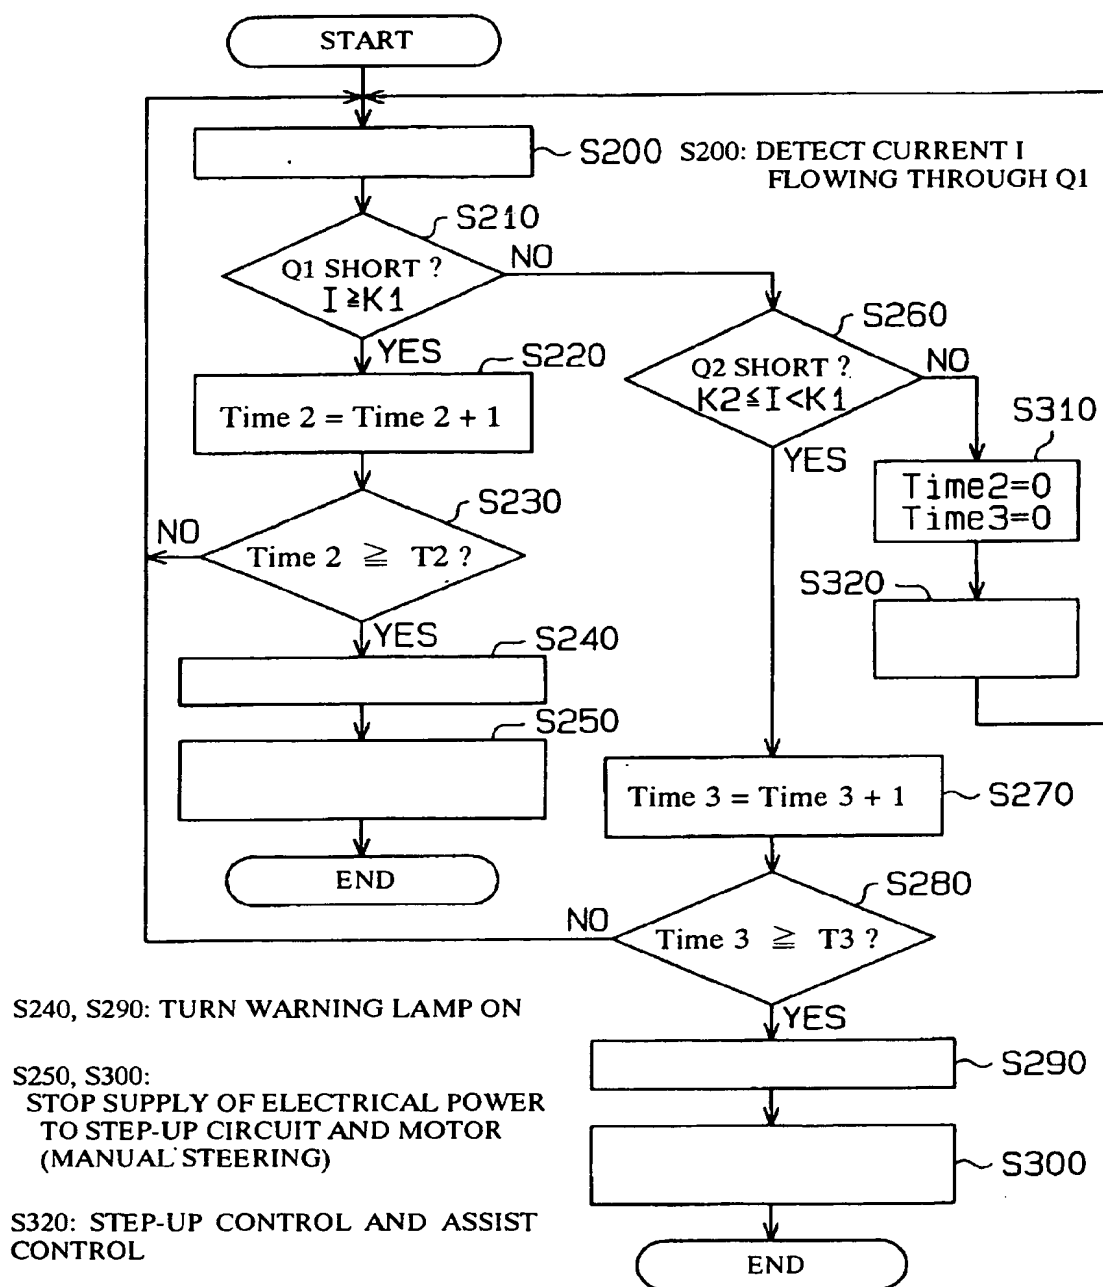 START
S200
S200: DETECT CURRENT I
FLOWING THROUGH Q1
S210
Q1 SHORT ?
I≧K1
NO
YES
S220
Time 2 = Time 2 + 1
S230
NO
Time 2 ≧ T2 ?
YES
S240
S250
END
S260
Q2 SHORT ?
K2≦I<K1
NO
YES
S310
Time2=0
Time3=0
S320
Time 3 = Time 3 + 1
S270
S280
NO
Time 3 ≧ T3 ?
YES
S290
S300
END
S240, S290: TURN WARNING LAMP ON
S250, S300:
STOP SUPPLY OF ELECTRICAL POWER
TO STEP-UP CIRCUIT AND MOTOR
(MANUAL STEERING)
S320: STEP-UP CONTROL AND ASSIST
CONTROL